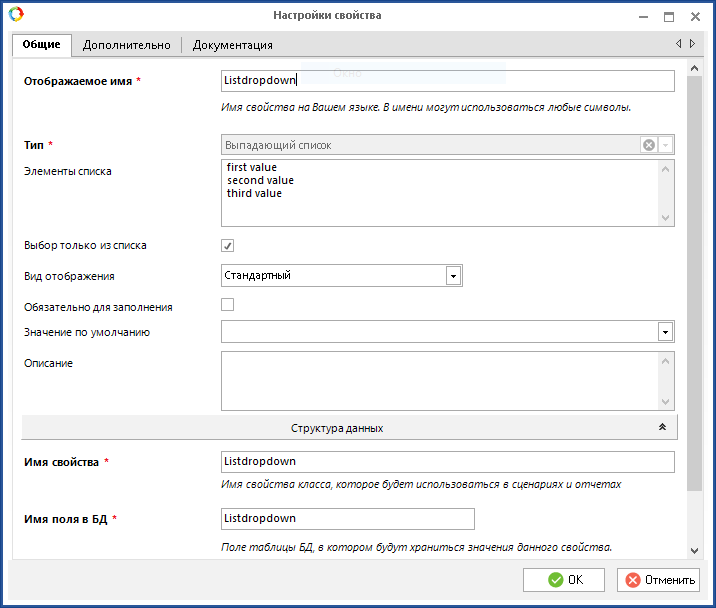 Настройки свойства
Общие Дополнительно Документация
Окно
Отображаемое имя * Listdropdown
Имя свойства на Вашем языке. В имени могут использоваться любые символы.
Тип * Выпадающий список
Элементы списка first value
second value
third value
Выбор только из списка
Вид отображения Стандартный
Обязательно для заполнения
Значение по умолчанию
Описание
Структура данных
Имя свойства * Listdropdown
Имя свойства класса, которое будет использоваться в сценариях и отчетах
Имя поля в БД * Listdropdown
Поле таблицы БД, в котором будут храниться значения данного свойства.
OK Отменить